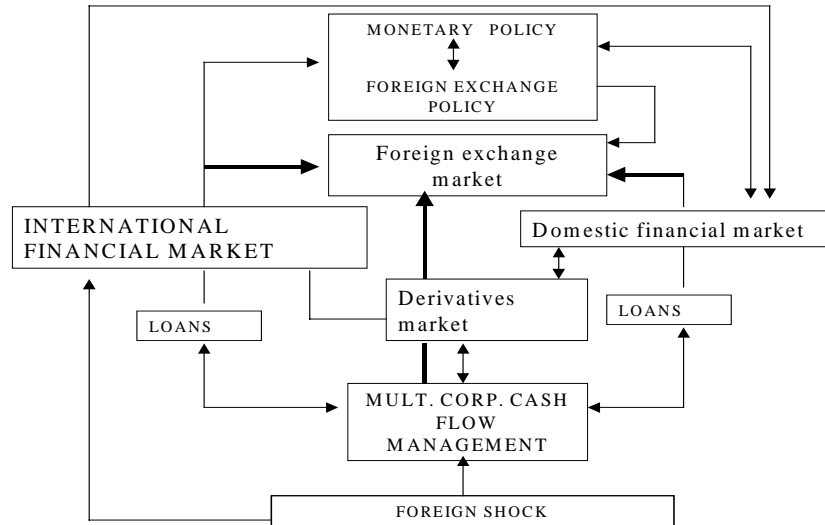 MONETARY POLICY
FOREIGN EXCHANGE
POLICY
Foreign exchange
market
INTERNATIONAL
FINANCIAL MARKET
Domestic financial market
Derivatives
market
LOANS
LOANS
MULT. CORP. CASH
FLOW
MANAGEMENT
FOREIGN SHOCK